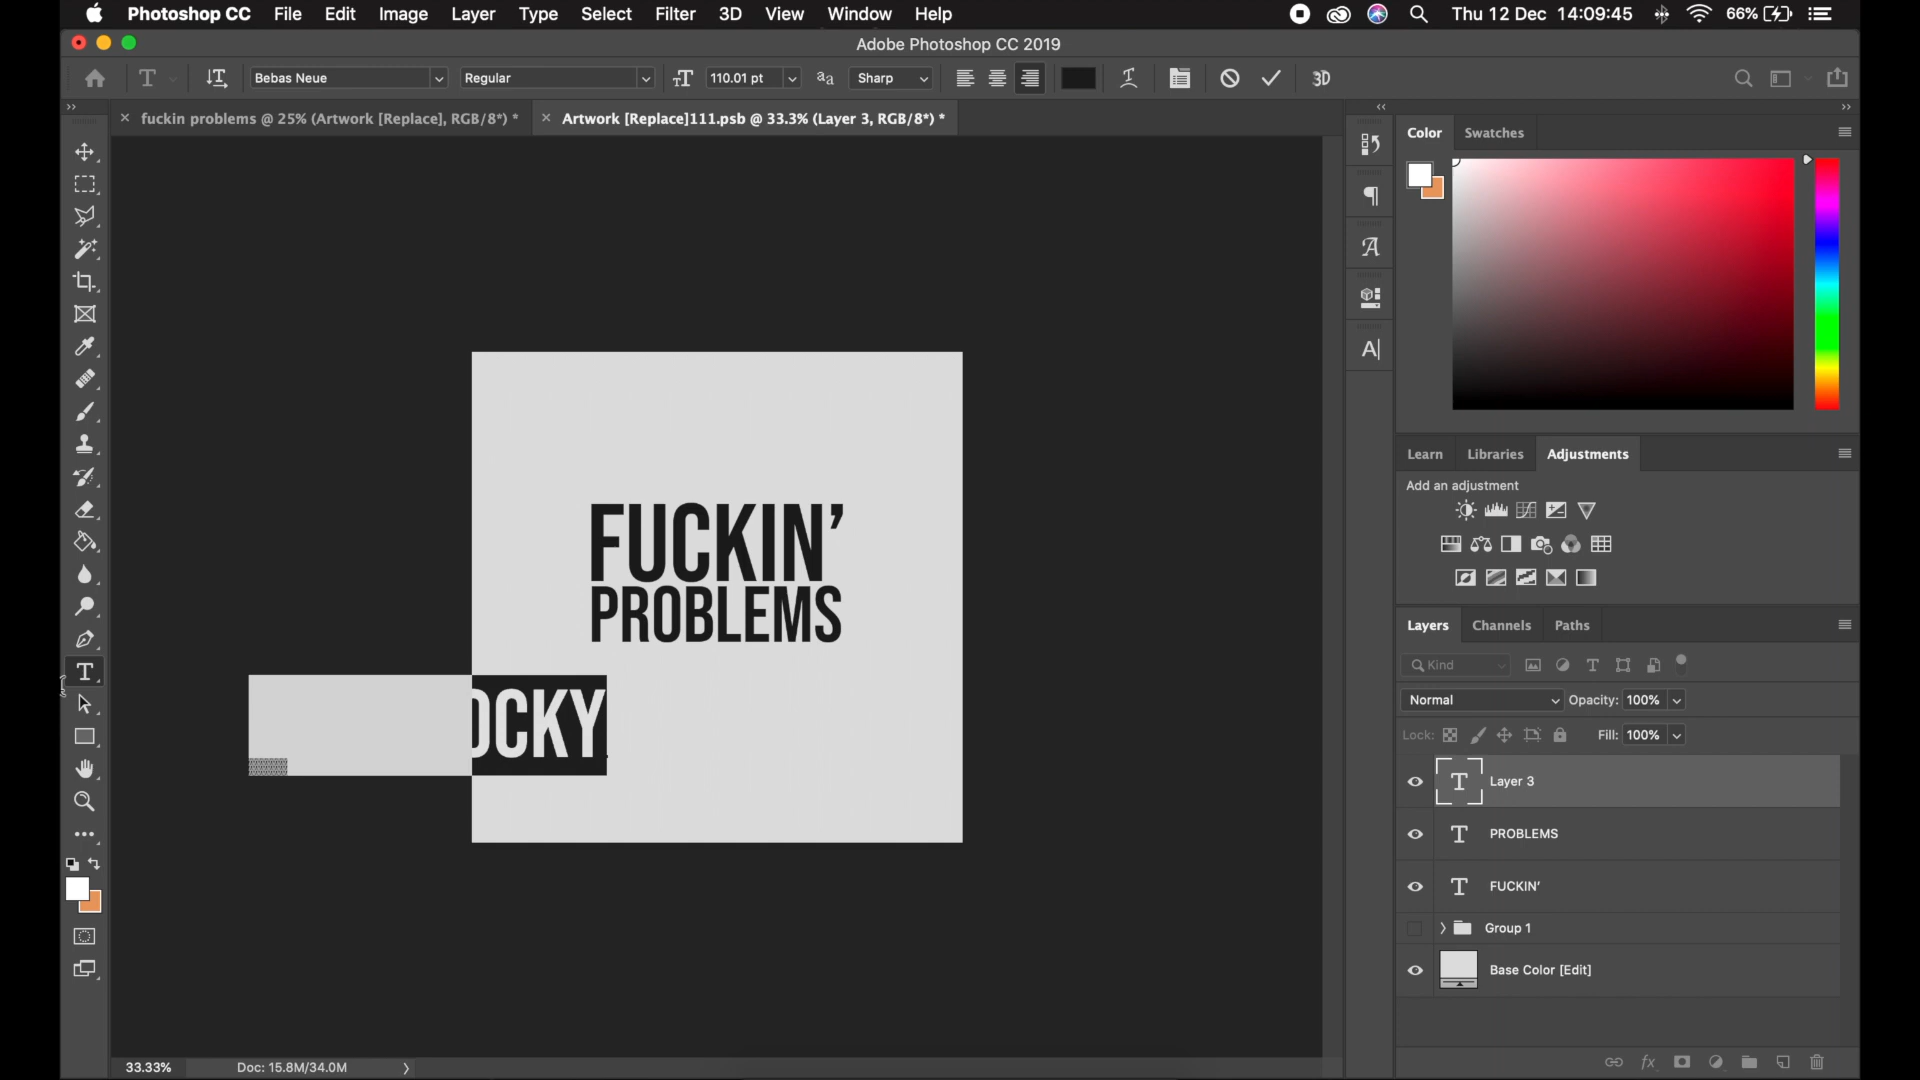 Photoshop CC File Edit Image Layer Type Select Filter 3D View Window Help Thu 12 Dec 14:09:45 66%
Adobe Photoshop CC 2019
Bebas Neue Regular 110.01 pt Sharp 3D
fuckin problems @ 25% (Artwork [Replace], RGB/8*) *
Artwork [Replace]111.psb @ 33.3% (Layer 3, RGB/8*) *
Color Swatches
FUCKIN’
PROBLEMS
OCKY
Learn Libraries Adjustments
Add an adjustment
Layers Channels Paths
Kind
Normal Opacity: 100%
Lock: Fill: 100%
Layer 3
PROBLEMS
FUCKIN’
Group 1
Base Color [Edit]
33.33% Doc: 15.8M/34.0M